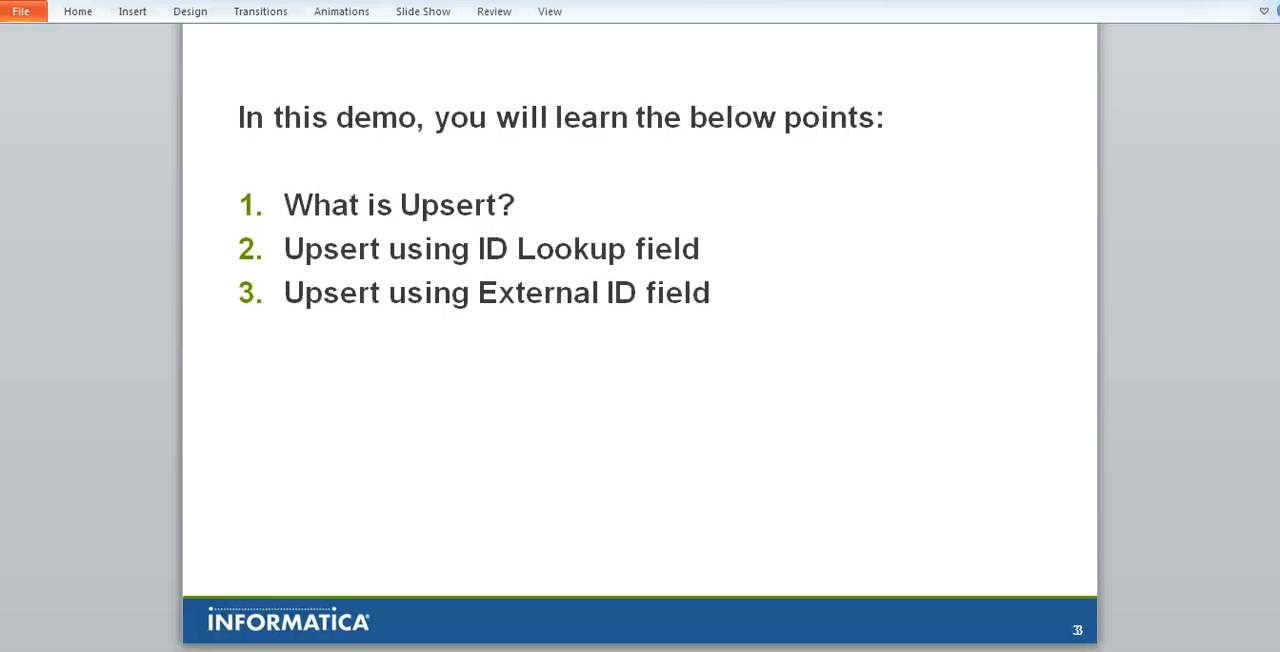 File Home Insert Design Transitions Animations Slide Show Review View
In this demo, you will learn the below points:
1. What is Upsert?
2. Upsert using ID Lookup field
3. Upsert using External ID field
INFORMATICA®